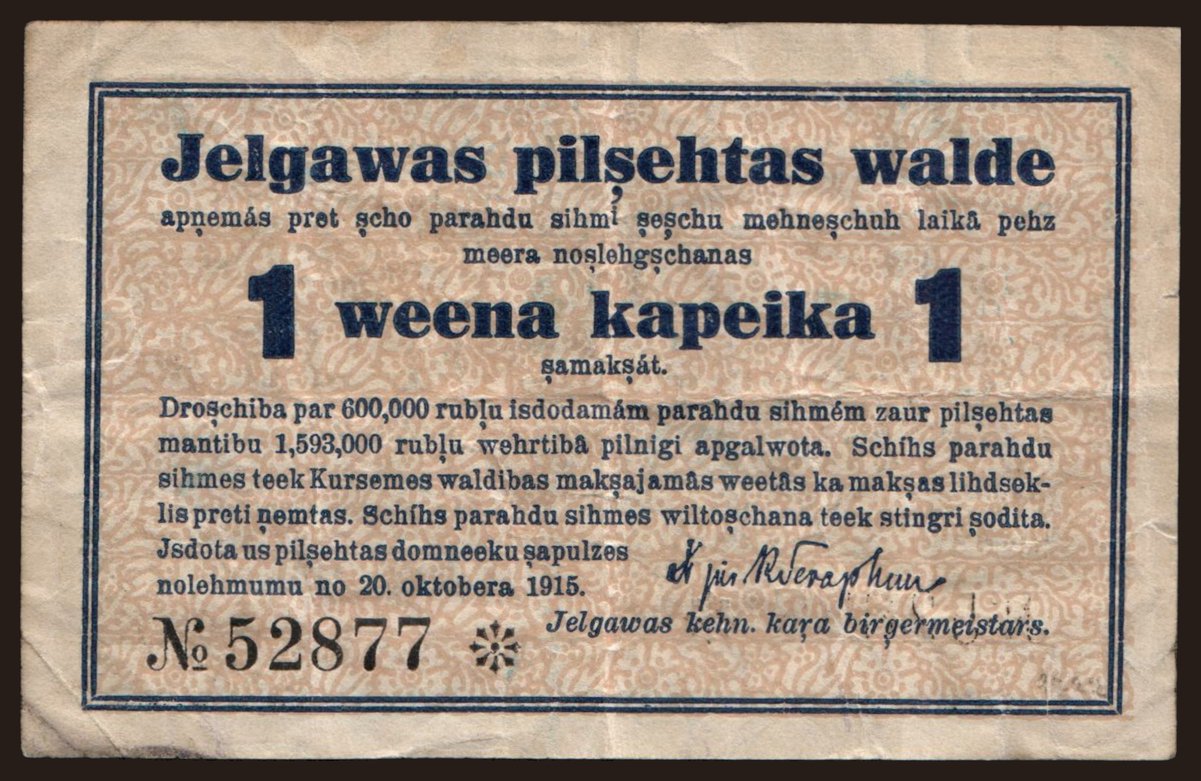 Jelgawas pilșehtas walde
apņemás pret șcho parahdu sihmi șeșchu mehneșchuh laikâ pehz
meera noșlehgșchanas
1 weena kapeika 1
șamakșát.
Droșchiba par 600,000 rubļu isdodamám parahdu sihmém zaur pilșehtas
mantibu 1,593,000 rubļu wehrtibâ pilnigi apgalwota. Schíhs parahdu
sihmes teek Kursemes waldibas makșajamâs weetâs ka makșas lihdsek-
lis preti ņemtas. Schíhs parahdu sihmes wiltoșchana teek stingri șodita.
Jsdota us pilșehtas domneeku șapulzes
nolehmumu no 20. oktobera 1915.
Jelgawas kehn. kaŗa birģermeistars.
№ 52877